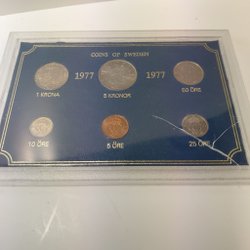 COINS OF SWEDEN
1977 1977
1 KRONA 5 KRONOR 50 ÖRE
10 ÖRE 5 ÖRE 25 ÖRE